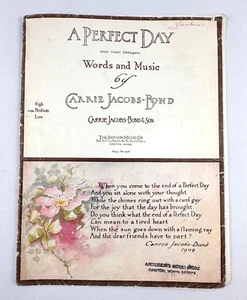 A PERFECT DAY
Words and Music
by
CARRIE JACOBS-BOND
High
Medium
Low
CARRIE JACOBS-BOND & SON
THE BOSTON MUSIC CO.
When you come to the end of a Perfect Day
And you sit alone with your thought
While the chimes ring out with a carol gay
For the joy that the day has brought.
Do you think what the end of a Perfect Day
Can mean to a tired heart
When the sun goes down with a flaming ray
And the dear friends have to part?
Carrie Jacobs-Bond
1909